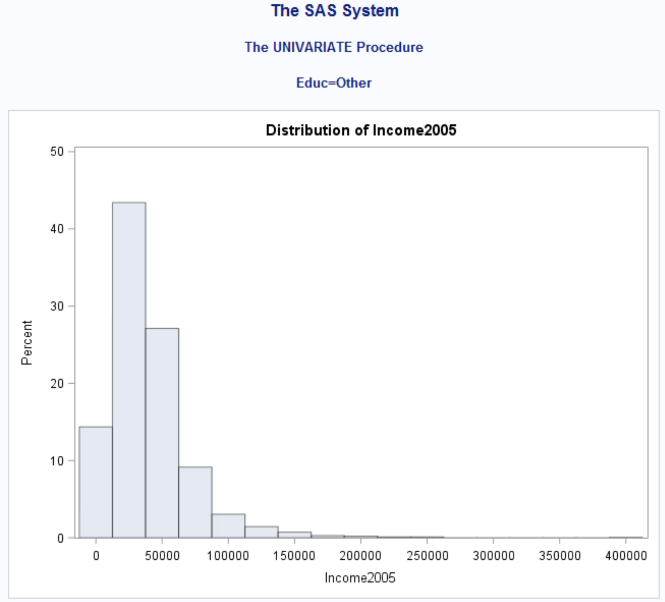 The SAS System
The UNIVARIATE Procedure
Educ=Other
Distribution of Income2005
50
40
30
20
10
0
Percent
0 50000 100000 150000 200000 250000 300000 350000 400000
Income2005